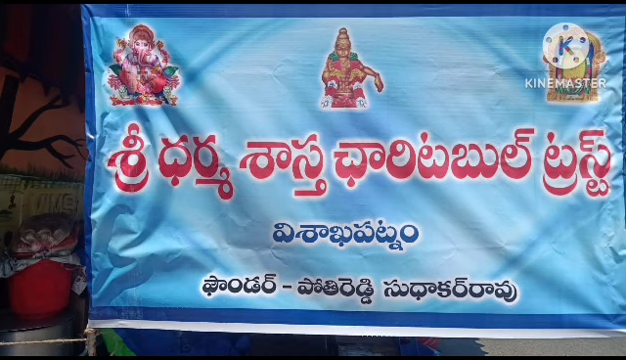 KINEMASTER
శ్రీ ధర్మ శాస్త ఛారిటబుల్ ట్రస్ట్
విశాఖపట్నం
ఫౌండర్ - పోతిరెడ్డి సుధాకర్‌రావు